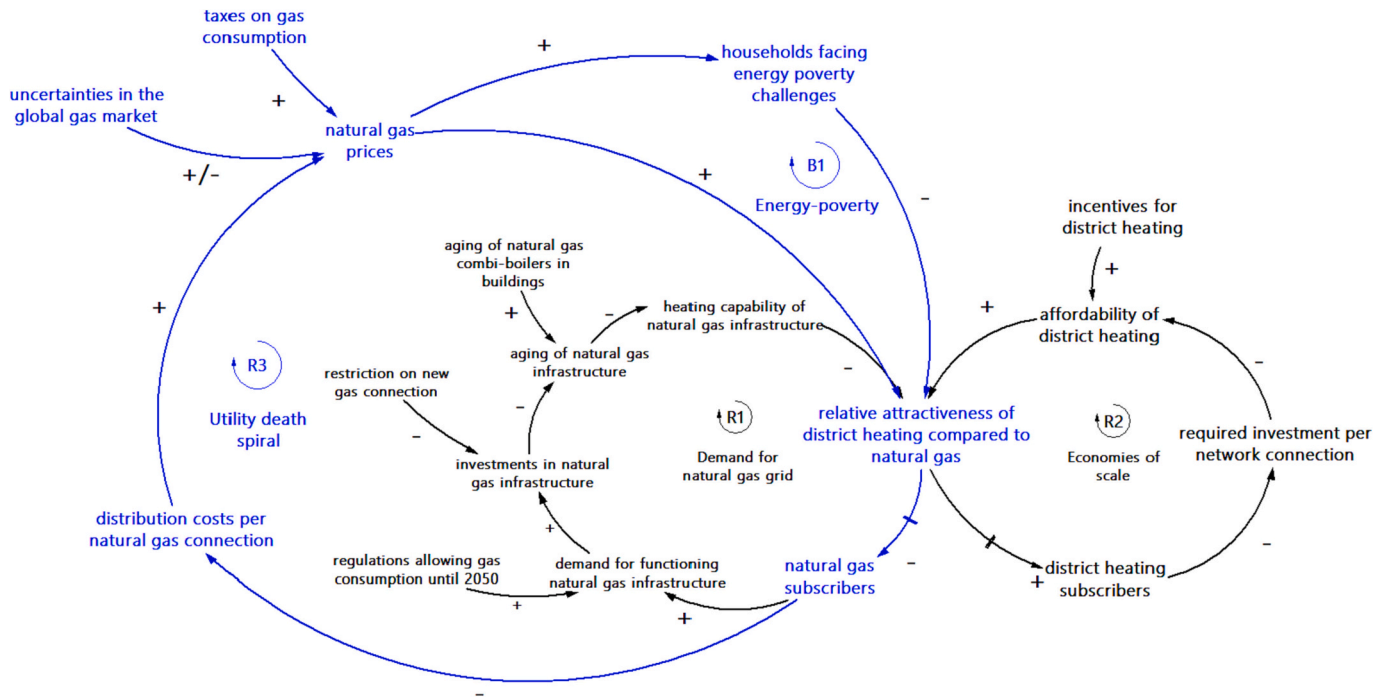 taxes on gas
consumption
+
households facing
energy poverty
challenges
+
uncertainties in the
global gas market
natural gas
prices
+/-
+
B1
Energy-poverty
-
incentives for
district heating
+
aging of natural gas
combi-boilers in
buildings
+
-
heating capability of
natural gas infrastructure
-
+
affordability of
district heating
+
R3
Utility death
spiral
aging of natural gas
infrastructure
restriction on new
gas connection
-
-
-
R1
Demand for
natural gas grid
relative attractiveness of
district heating compared to
natural gas
R2
Economies of
scale
required investment per
network connection
investments in natural
gas infrastructure
distribution costs per
natural gas connection
+
regulations allowing gas
consumption until 2050
+
demand for functioning
natural gas infrastructure
+
natural gas
subscribers
-
+
district heating
subscribers
-
-